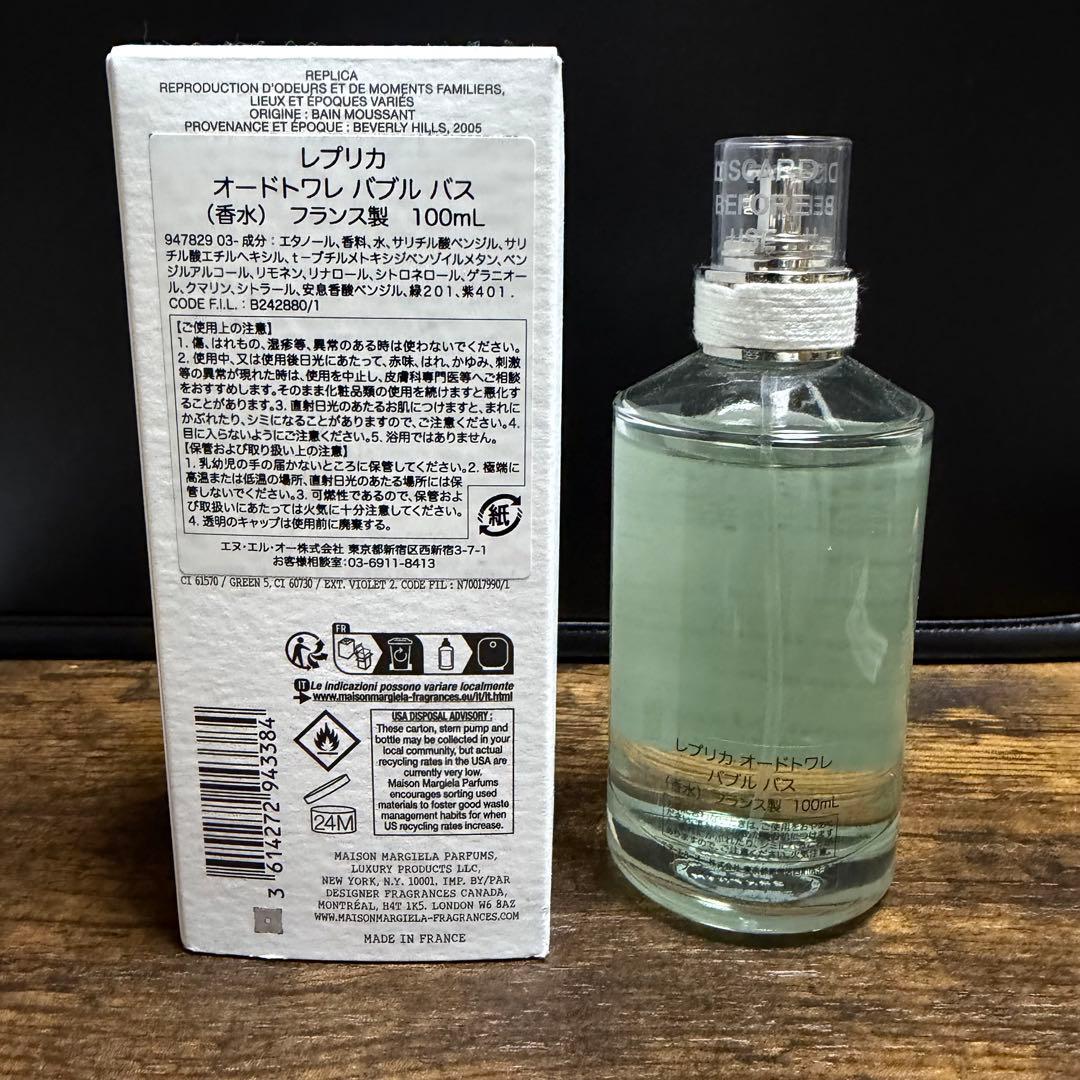 REPLICA
REPRODUCTION D'ODEURS ET DE MOMENTS FAMILIERS,
LIEUX ET ÉPOQUES VARIÉS
ORIGINE : BAIN MOUSSANT
PROVENANCE ET ÉPOQUE : BEVERLY HILLS, 2005
レプリカ
オードトワレ バブル バス
（香水） フランス製 100mL
947829 03- 成分：エタノール、香料、水、サリチル酸ベンジル、サリ
チル酸エチルヘキシル、t－ブチルメトキシジベンゾイルメタン、ベン
ジルアルコール、リモネン、リナロール、シトロネロール、ゲラニオー
ル、クマリン、シトラール、安息香酸ベンジル、緑201、紫401．
CODE F.I.L. : B242880/1
【ご使用上の注意】
1. 傷、はれもの、湿疹等、異常のある時は使わないでください。
2. 使用中、又は使用後日光にあたって、赤味、はれ、かゆみ、刺激
等の異常が現れた時は、使用を中止し、皮膚科専門医等へご相談
をおすすめします。そのまま化粧品類の使用を続けますと悪化す
ることがあります。3. 直射日光のあたるお肌につけますと、まれに
かぶれたり、シミになることがありますので、ご注意ください。4.
目に入らないようにご注意ください。5. 浴用ではありません。
【保管および取り扱い上の注意】
1. 乳幼児の手の届かないところに保管してください。2. 極端に
高温または低温の場所、直射日光のあたる場所には保
管しないでください。3. 可燃性であるので、保管およ
び取扱いにあたっては火気に十分注意してください。
4. 透明のキャップは使用前に廃棄する。
紙
エヌ・エル・オー株式会社 東京都新宿区西新宿3-7-1
お客様相談室：03-6911-8413
CI 61570 / GREEN 5, CI 60730 / EXT. VIOLET 2. CODE FIL : N70017990/1
FR
IT Le indicazioni possono variare localmente
www.maisonmargiela-fragrances.eu/it/it.html
USA DISPOSAL ADVISORY :
These carton, stem pump and
bottle may be collected in your
local community, but actual
recycling rates in the USA are
currently very low.
Maison Margiela Parfums
encourages sorting used
materials to foster good waste
management habits for when
US recycling rates increase.
24M
3 614272 943384
MAISON MARGIELA PARFUMS,
LUXURY PRODUCTS LLC,
NEW YORK, N.Y. 10001. IMP. BY/PAR
DESIGNER FRAGRANCES CANADA,
MONTRÉAL, H4T 1K5. LONDON W6 8AZ
WWW.MAISONMARGIELA-FRAGRANCES.COM
MADE IN FRANCE
DISCARD
BEFORE
USE
レプリカ オードトワレ
バブル バス
（香水） フランス製 100mL